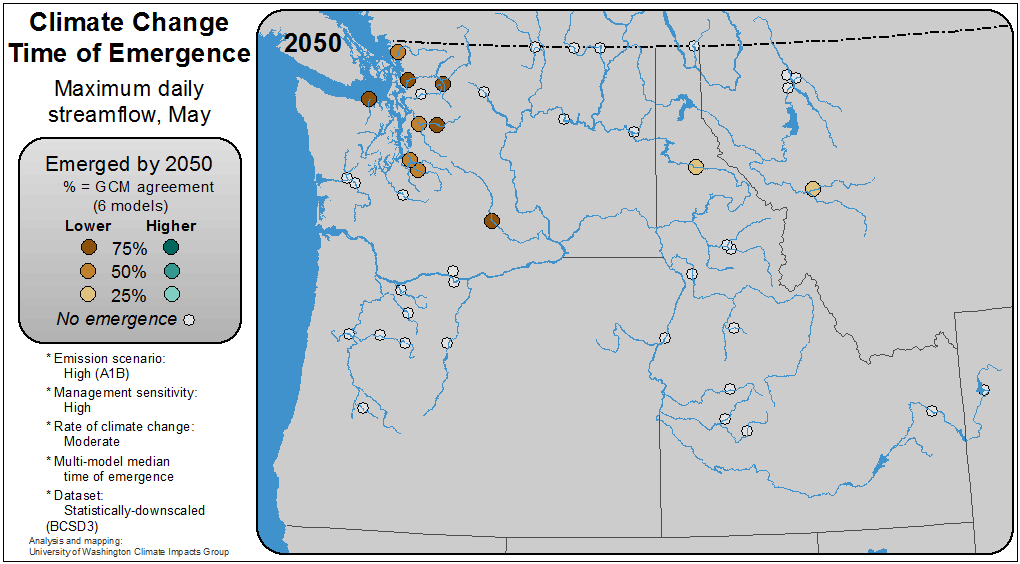 Climate Change
Time of Emergence
Maximum daily
streamflow, May
Emerged by 2050
% = GCM agreement
(6 models)
Lower Higher
75%
50%
25%
No emergence
* Emission scenario:
High (A1B)
* Management sensitivity:
High
* Rate of climate change:
Moderate
* Multi-model median
time of emergence
* Dataset:
Statistically-downscaled
(BCSD3)
Analysis and mapping:
University of Washington Climate Impacts Group
2050